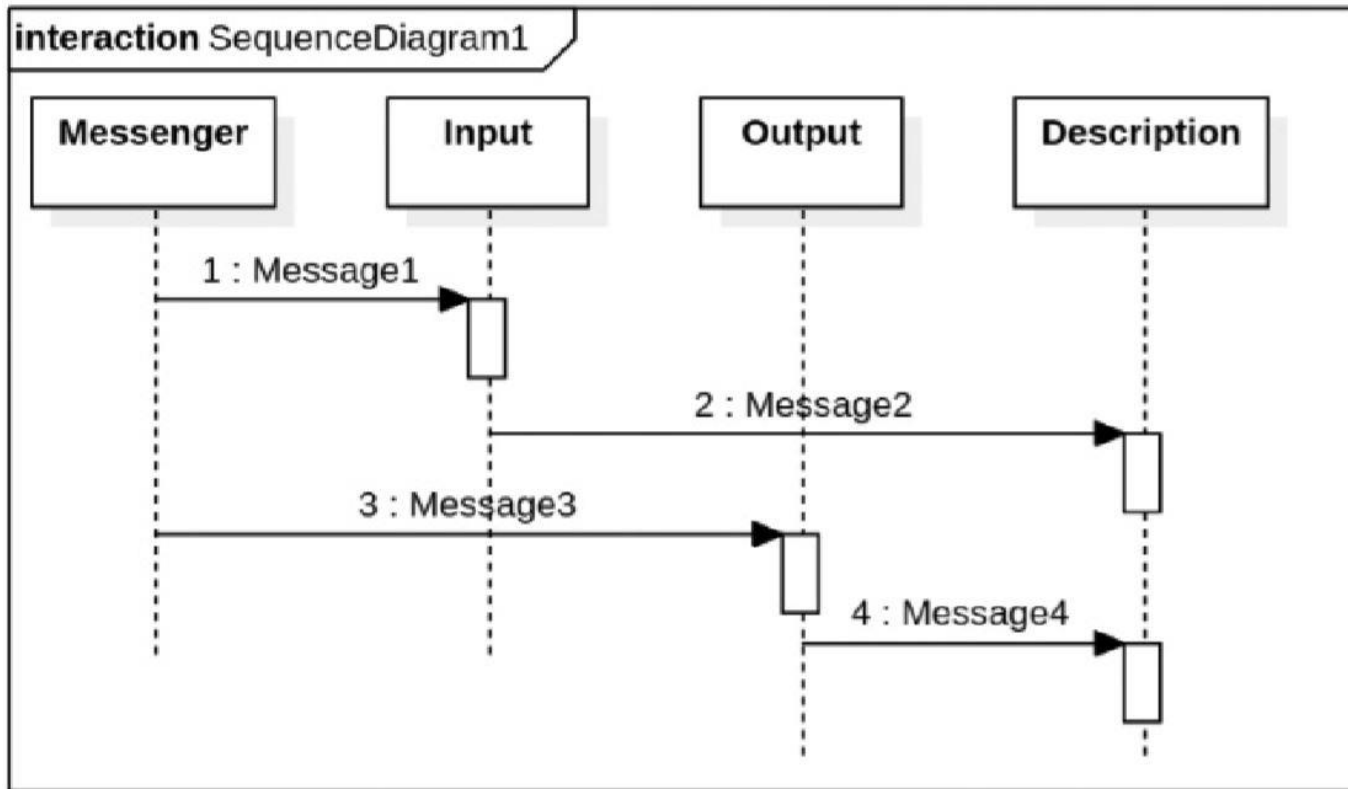 interaction SequenceDiagram1
Messenger
Input
Output
Description
1 : Message1
2 : Message2
3 : Message3
4 : Message4